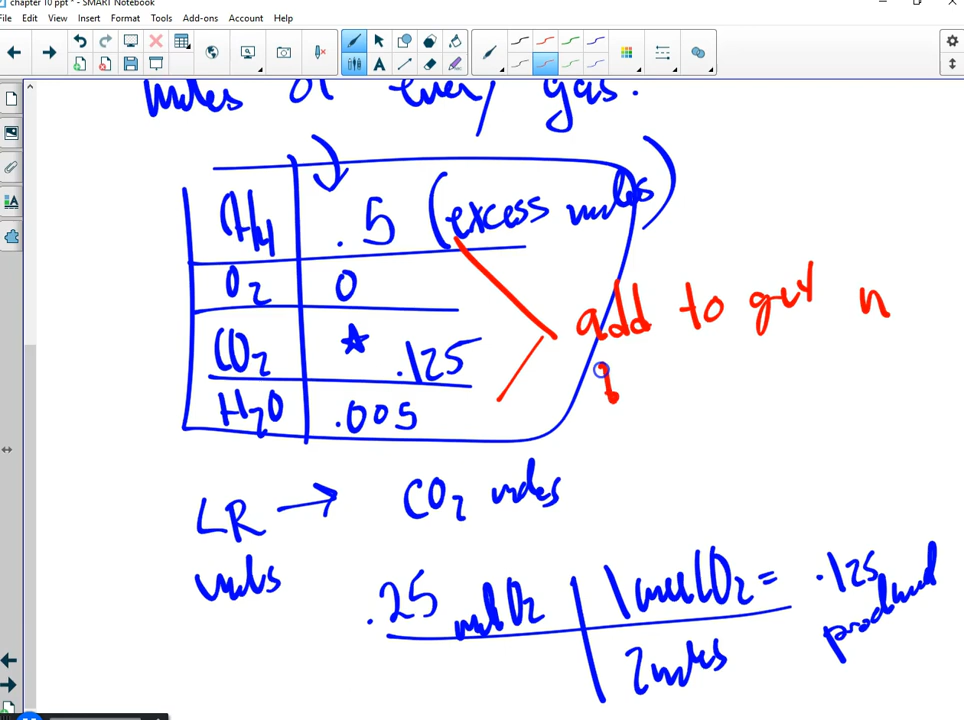 chapter 10 ppt * - SMART Notebook
File Edit View Insert Format Tools Add-ons Account Help
moles of every gas.
CH4 .5 (excess moles)
O2 0
CO2 * .125
H2O .005
add to get n
LR → CO2 moles
moles
.25 mol O2 | 1 mol CO2 = .125 produced
2 moles